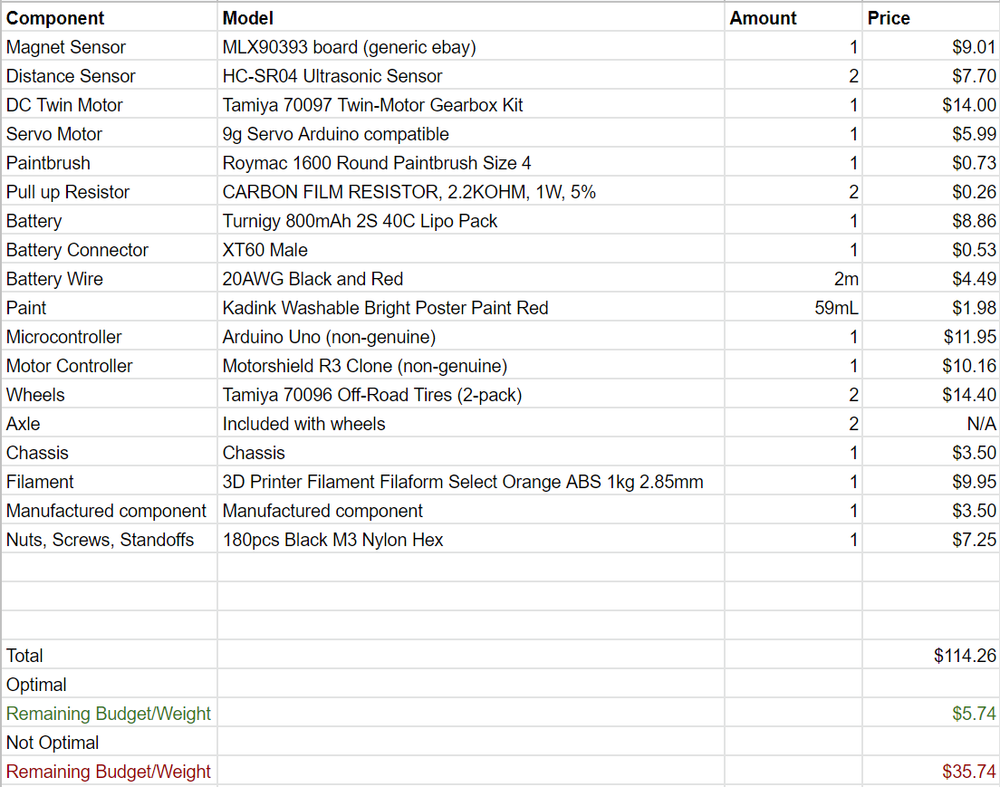 Component Model Amount Price
Magnet Sensor MLX90393 board (generic ebay) 1 $9.01
Distance Sensor HC-SR04 Ultrasonic Sensor 2 $7.70
DC Twin Motor Tamiya 70097 Twin-Motor Gearbox Kit 1 $14.00
Servo Motor 9g Servo Arduino compatible 1 $5.99
Paintbrush Roymac 1600 Round Paintbrush Size 4 1 $0.73
Pull up Resistor CARBON FILM RESISTOR, 2.2KOHM, 1W, 5% 2 $0.26
Battery Turnigy 800mAh 2S 40C Lipo Pack 1 $8.86
Battery Connector XT60 Male 1 $0.53
Battery Wire 20AWG Black and Red 2m $4.49
Paint Kadink Washable Bright Poster Paint Red 59mL $1.98
Microcontroller Arduino Uno (non-genuine) 1 $11.95
Motor Controller Motorshield R3 Clone (non-genuine) 1 $10.16
Wheels Tamiya 70096 Off-Road Tires (2-pack) 2 $14.40
Axle Included with wheels 2 N/A
Chassis Chassis 1 $3.50
Filament 3D Printer Filament Filaform Select Orange ABS 1kg 2.85mm 1 $9.95
Manufactured component Manufactured component 1 $3.50
Nuts, Screws, Standoffs 180pcs Black M3 Nylon Hex 1 $7.25
Total $114.26
Optimal
Remaining Budget/Weight $5.74
Not Optimal
Remaining Budget/Weight $35.74